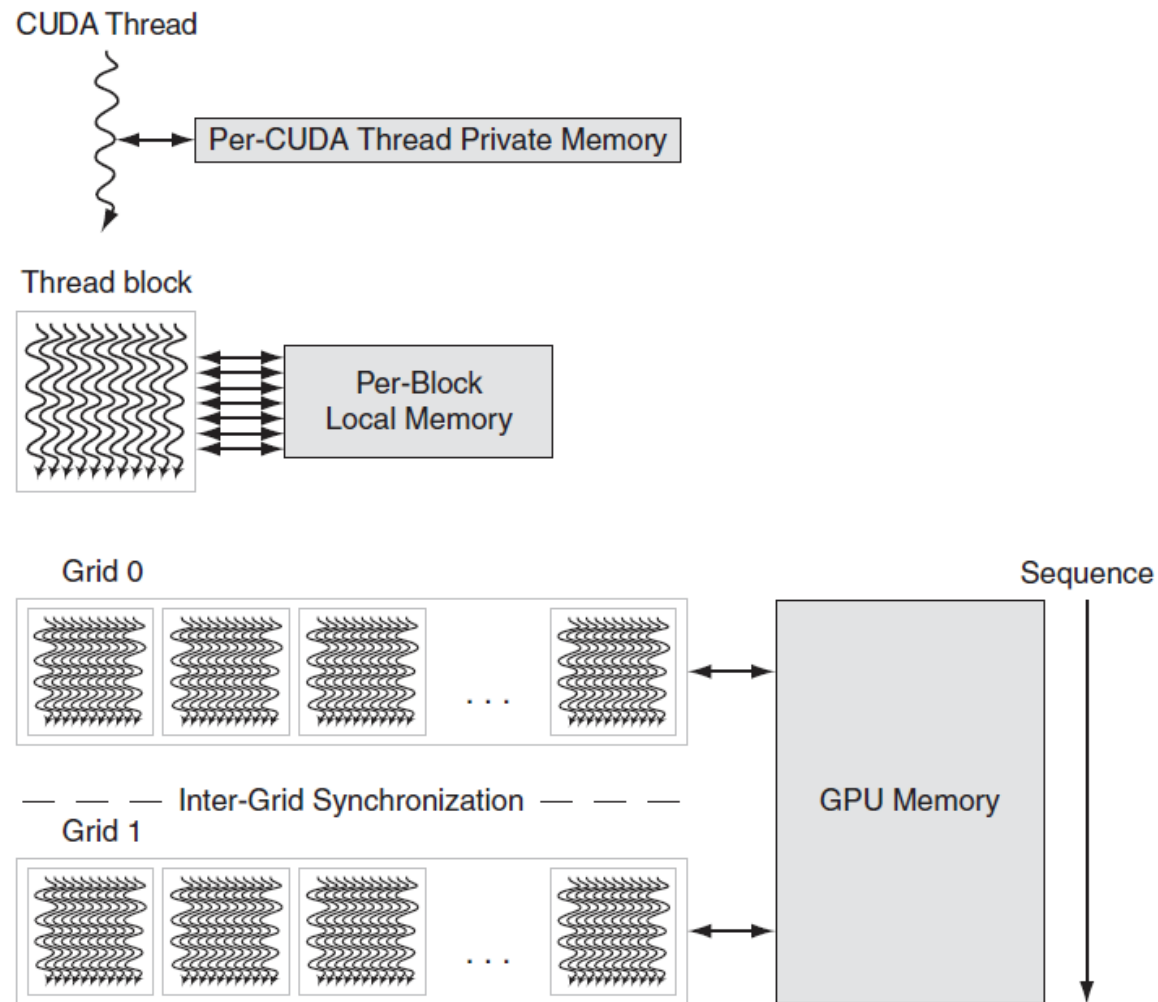 CUDA Thread
Per-CUDA Thread Private Memory
Thread block
Per-Block
Local Memory
Grid 0
Sequence
. . .
— — — Inter-Grid Synchronization — — —
GPU Memory
Grid 1
. . .